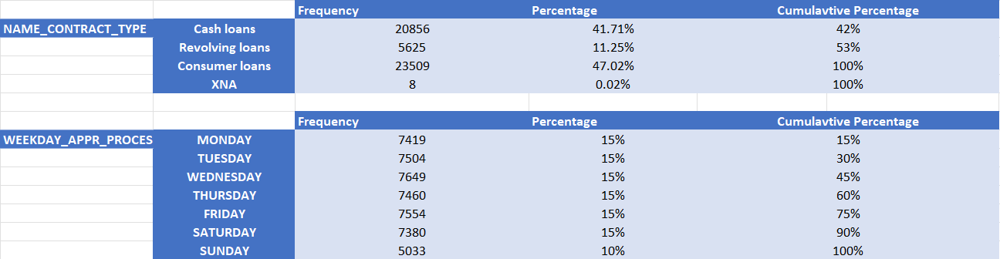 Frequency Percentage Cumulavtive Percentage
NAME_CONTRACT_TYPE Cash loans 20856 41.71% 42%
Revolving loans 5625 11.25% 53%
Consumer loans 23509 47.02% 100%
XNA 8 0.02% 100%
Frequency Percentage Cumulavtive Percentage
WEEKDAY_APPR_PROCES MONDAY 7419 15% 15%
TUESDAY 7504 15% 30%
WEDNESDAY 7649 15% 45%
THURSDAY 7460 15% 60%
FRIDAY 7554 15% 75%
SATURDAY 7380 15% 90%
SUNDAY 5033 10% 100%